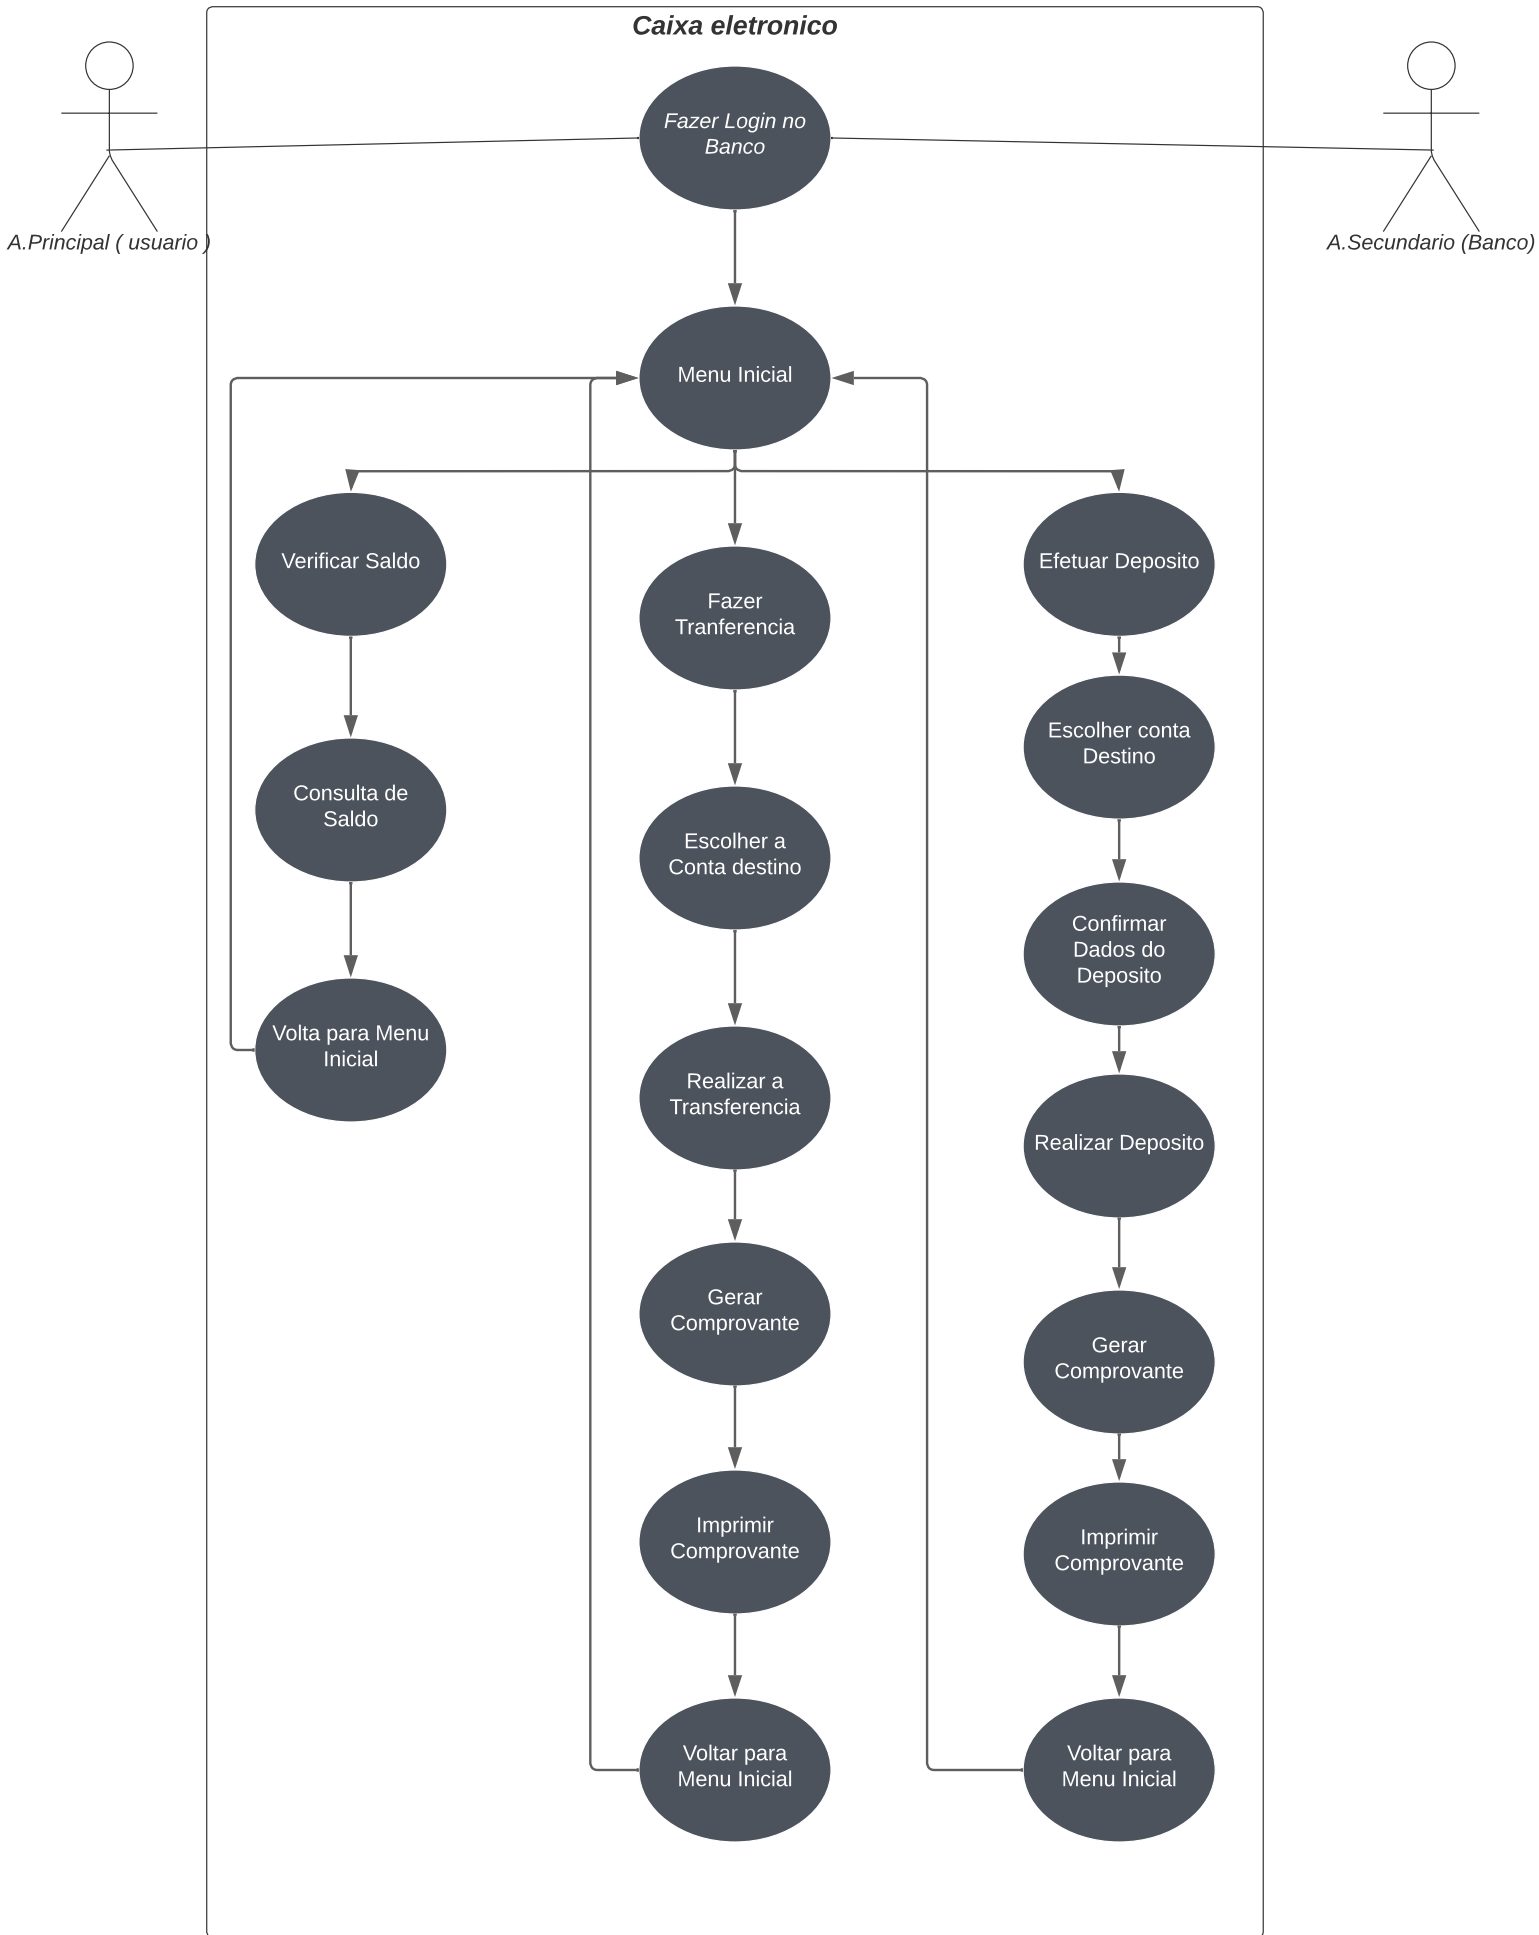 Caixa eletronico
Fazer Login no
Banco
A.Principal ( usuario )
A.Secundario (Banco)
Menu Inicial
Verificar Saldo
Consulta de
Saldo
Volta para Menu
Inicial
Fazer
Tranferencia
Escolher a
Conta destino
Realizar a
Transferencia
Gerar
Comprovante
Imprimir
Comprovante
Voltar para
Menu Inicial
Efetuar Deposito
Escolher conta
Destino
Confirmar
Dados do
Deposito
Realizar Deposito
Gerar
Comprovante
Imprimir
Comprovante
Voltar para
Menu Inicial